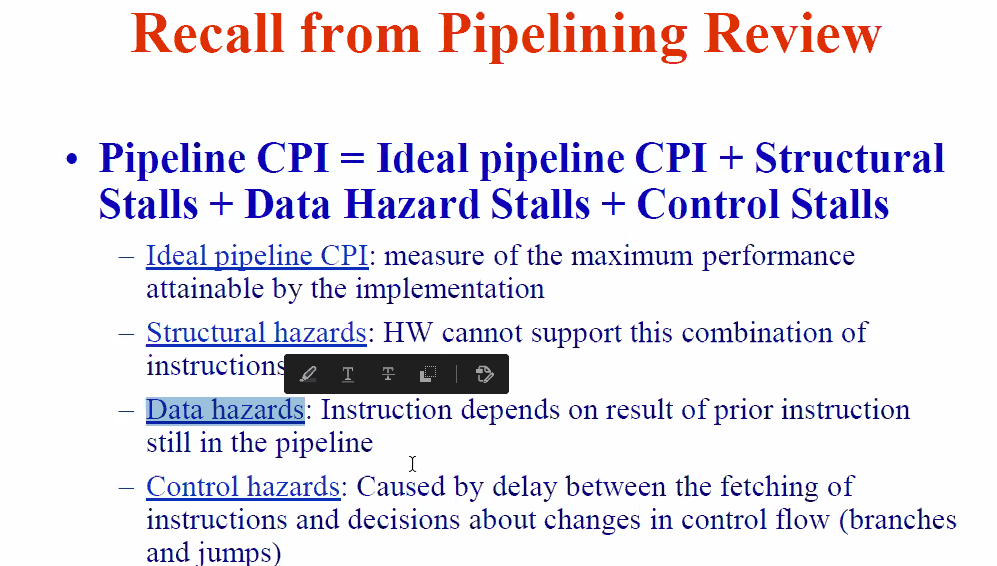 Recall from Pipelining Review
• Pipeline CPI = Ideal pipeline CPI + Structural
Stalls + Data Hazard Stalls + Control Stalls
– Ideal pipeline CPI: measure of the maximum performance
attainable by the implementation
– Structural hazards: HW cannot support this combination of
instructions
– Data hazards: Instruction depends on result of prior instruction
still in the pipeline
– Control hazards: Caused by delay between the fetching of
instructions and decisions about changes in control flow (branches
and jumps)